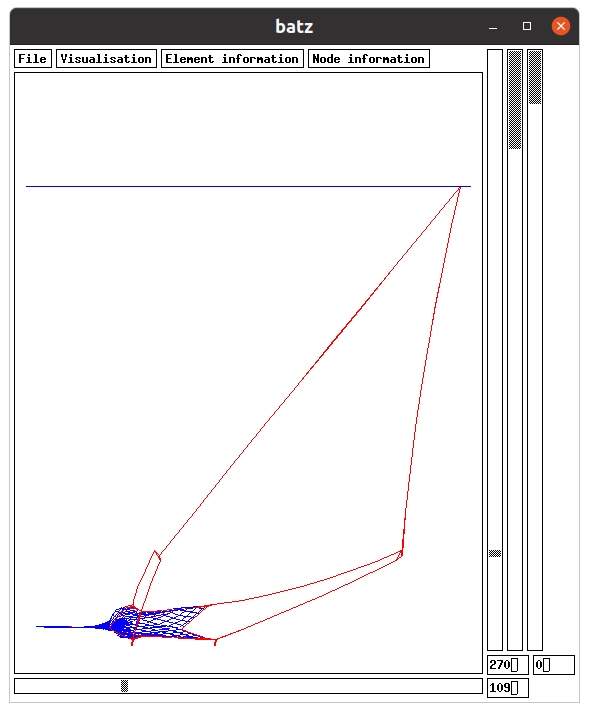 batz
File Visualisation Element information Node information
270 0
109